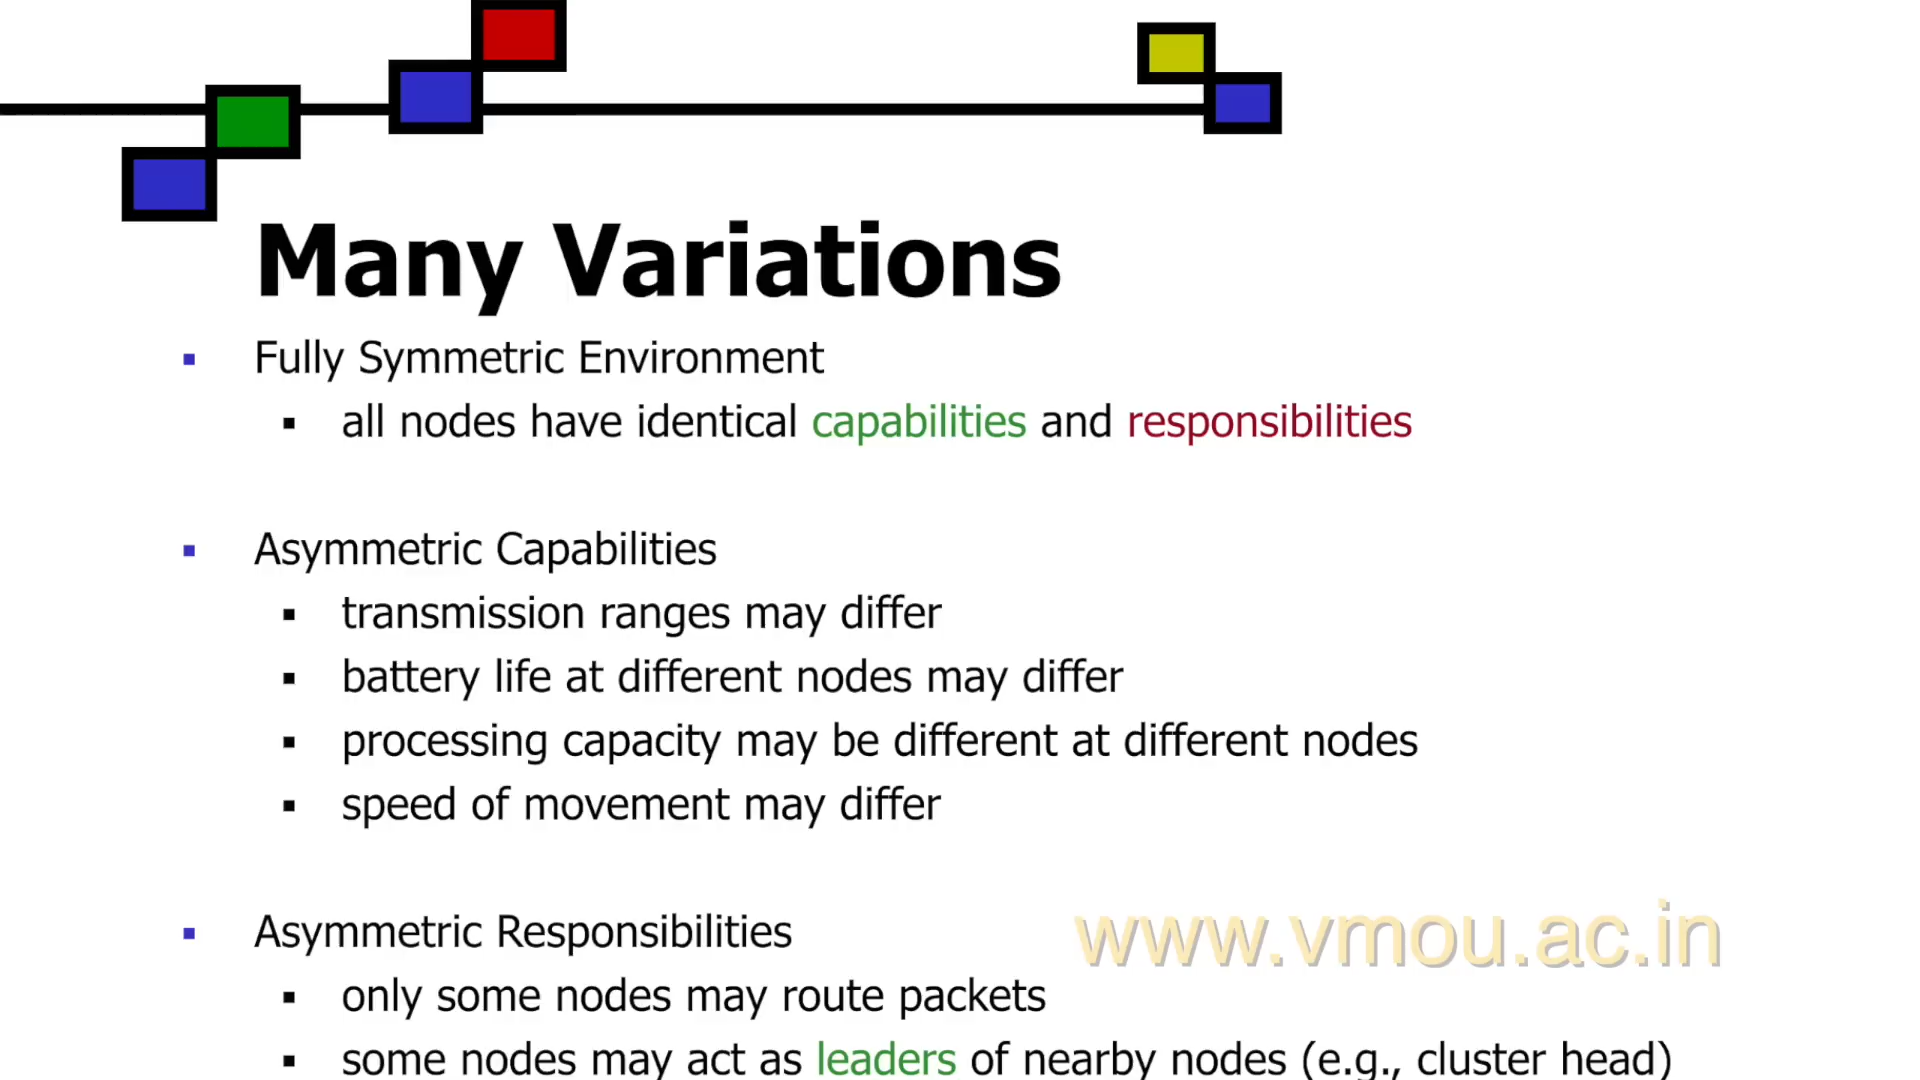 Many Variations
▪ Fully Symmetric Environment
▪ all nodes have identical capabilities and responsibilities
▪ Asymmetric Capabilities
▪ transmission ranges may differ
▪ battery life at different nodes may differ
▪ processing capacity may be different at different nodes
▪ speed of movement may differ
▪ Asymmetric Responsibilities
www.vmou.ac.in
▪ only some nodes may route packets
▪ some nodes may act as leaders of nearby nodes (e.g., cluster head)